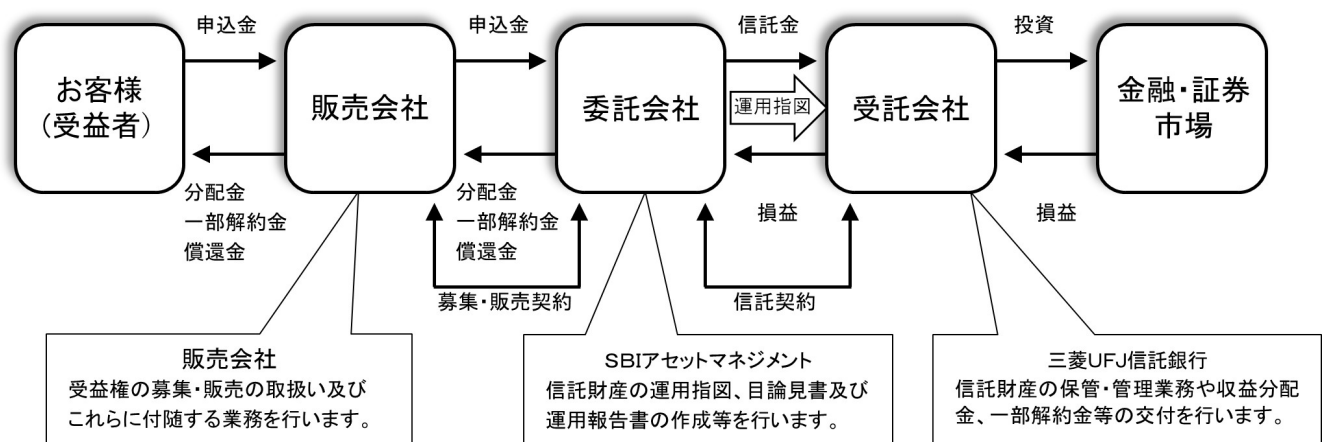 申込金
申込金
信託金
投資
お客様
(受益者)
販売会社
委託会社
運用指図
受託会社
金融・証券
市場
分配金
一部解約金
償還金
分配金
一部解約金
償還金
損益
損益
募集・販売契約
信託契約
販売会社
受益権の募集・販売の取扱い及び
これらに付随する業務を行います。
SBIアセットマネジメント
信託財産の運用指図、目論見書及び
運用報告書の作成等を行います。
三菱UFJ信託銀行
信託財産の保管・管理業務や収益分配
金、一部解約金等の交付を行います。